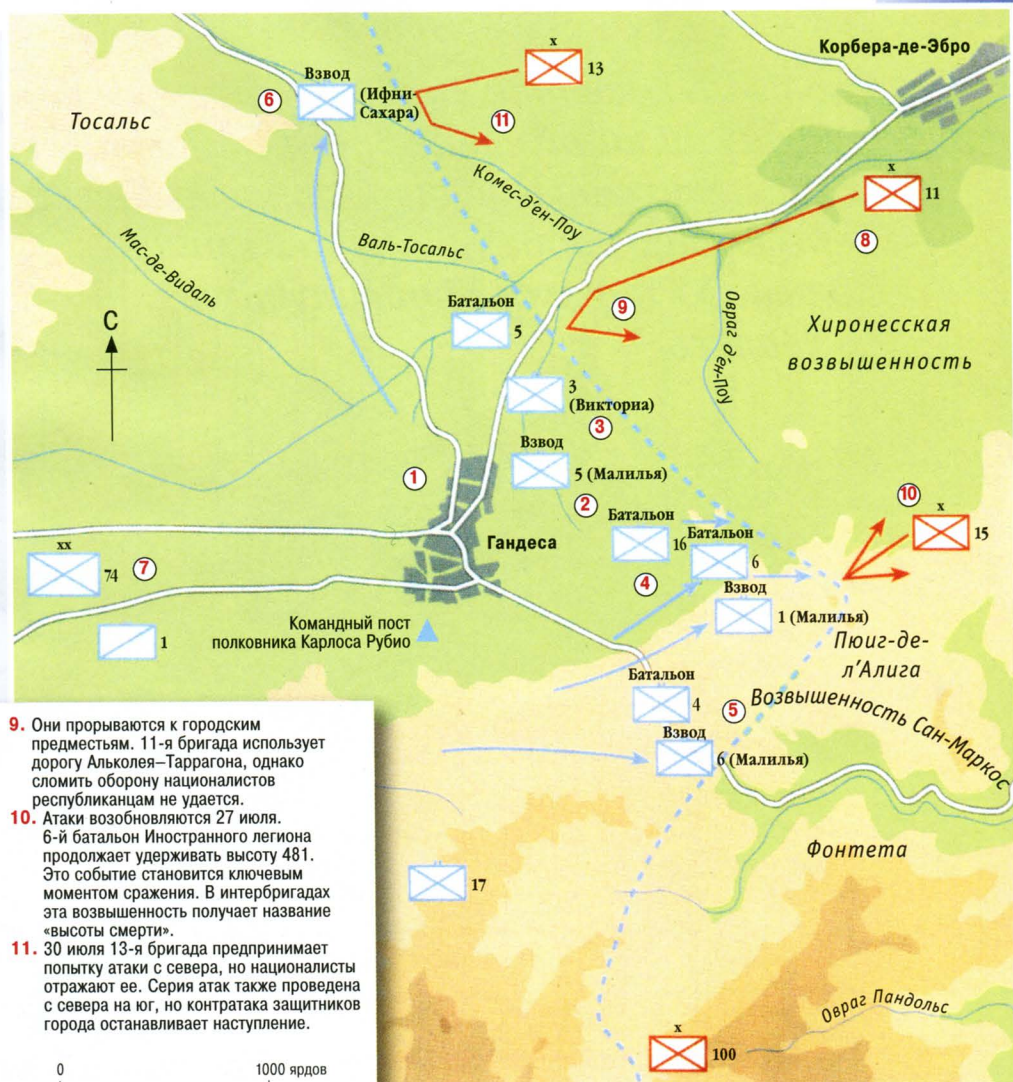 x
13
Корбера-де-Эбро
Взвод
(Ифни-
Сахара)
6
11
Тосальс
Комес-д'ен-Поу
x
11
8
Мас-де-Видаль
Валь-Тосальс
С
Батальон
5
9
Овраг д'ен-Поу
Хиронесская
возвышенность
3
(Виктория)
3
Взвод
5 (Малилья)
1
2
10
Батальон
16
Батальон
6
x
15
Гандеса
xx
74
7
4
Взвод
1 (Малилья)
1
Командный пост
полковника Карлоса Рубио
Пюиг-де-
л'Алига
Батальон
4
5
Возвышенность Сан-Маркос
Взвод
6 (Малилья)
Фонтета
17
Овраг Пандольс
x
100
9. Они прорываются к городским
предместьям. 11-я бригада использует
дорогу Альколея–Таррагона, однако
сломить оборону националистов
республиканцам не удается.
10. Атаки возобновляются 27 июля.
6-й батальон Иностранного легиона
продолжает удерживать высоту 481.
Это событие становится ключевым
моментом сражения. В интербригадах
эта возвышенность получает название
«высоты смерти».
11. 30 июля 13-я бригада предпринимает
попытку атаки с севера, но националисты
отражают ее. Серия атак также проведена
с севера на юг, но контратака защитников
города останавливает наступление.
0 1000 ярдов